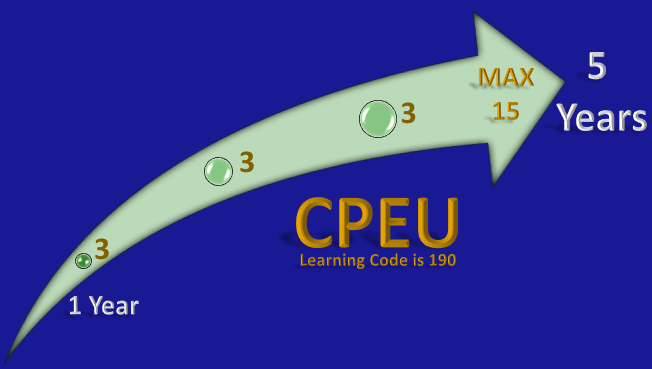 5
Years
MAX
15
3
3
3
CPEU
Learning Code is 190
1 Year